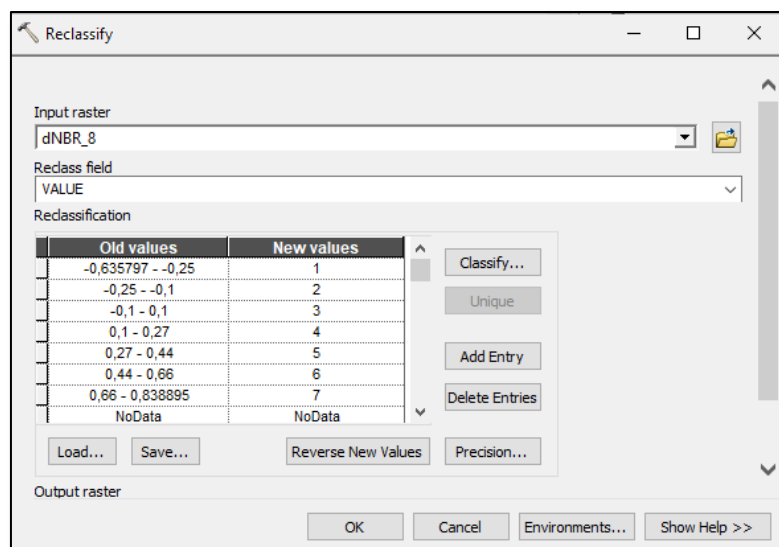 Reclassify
Input raster
dNBR_8
Reclass field
VALUE
Reclassification
Old values New values
-0,635797 - -0,25 1
-0,25 - -0,1 2
-0,1 - 0,1 3
0,1 - 0,27 4
0,27 - 0,44 5
0,44 - 0,66 6
0,66 - 0,838895 7
NoData NoData
Classify...
Unique
Add Entry
Delete Entries
Load... Save... Reverse New Values Precision...
Output raster
OK Cancel Environments... Show Help >>